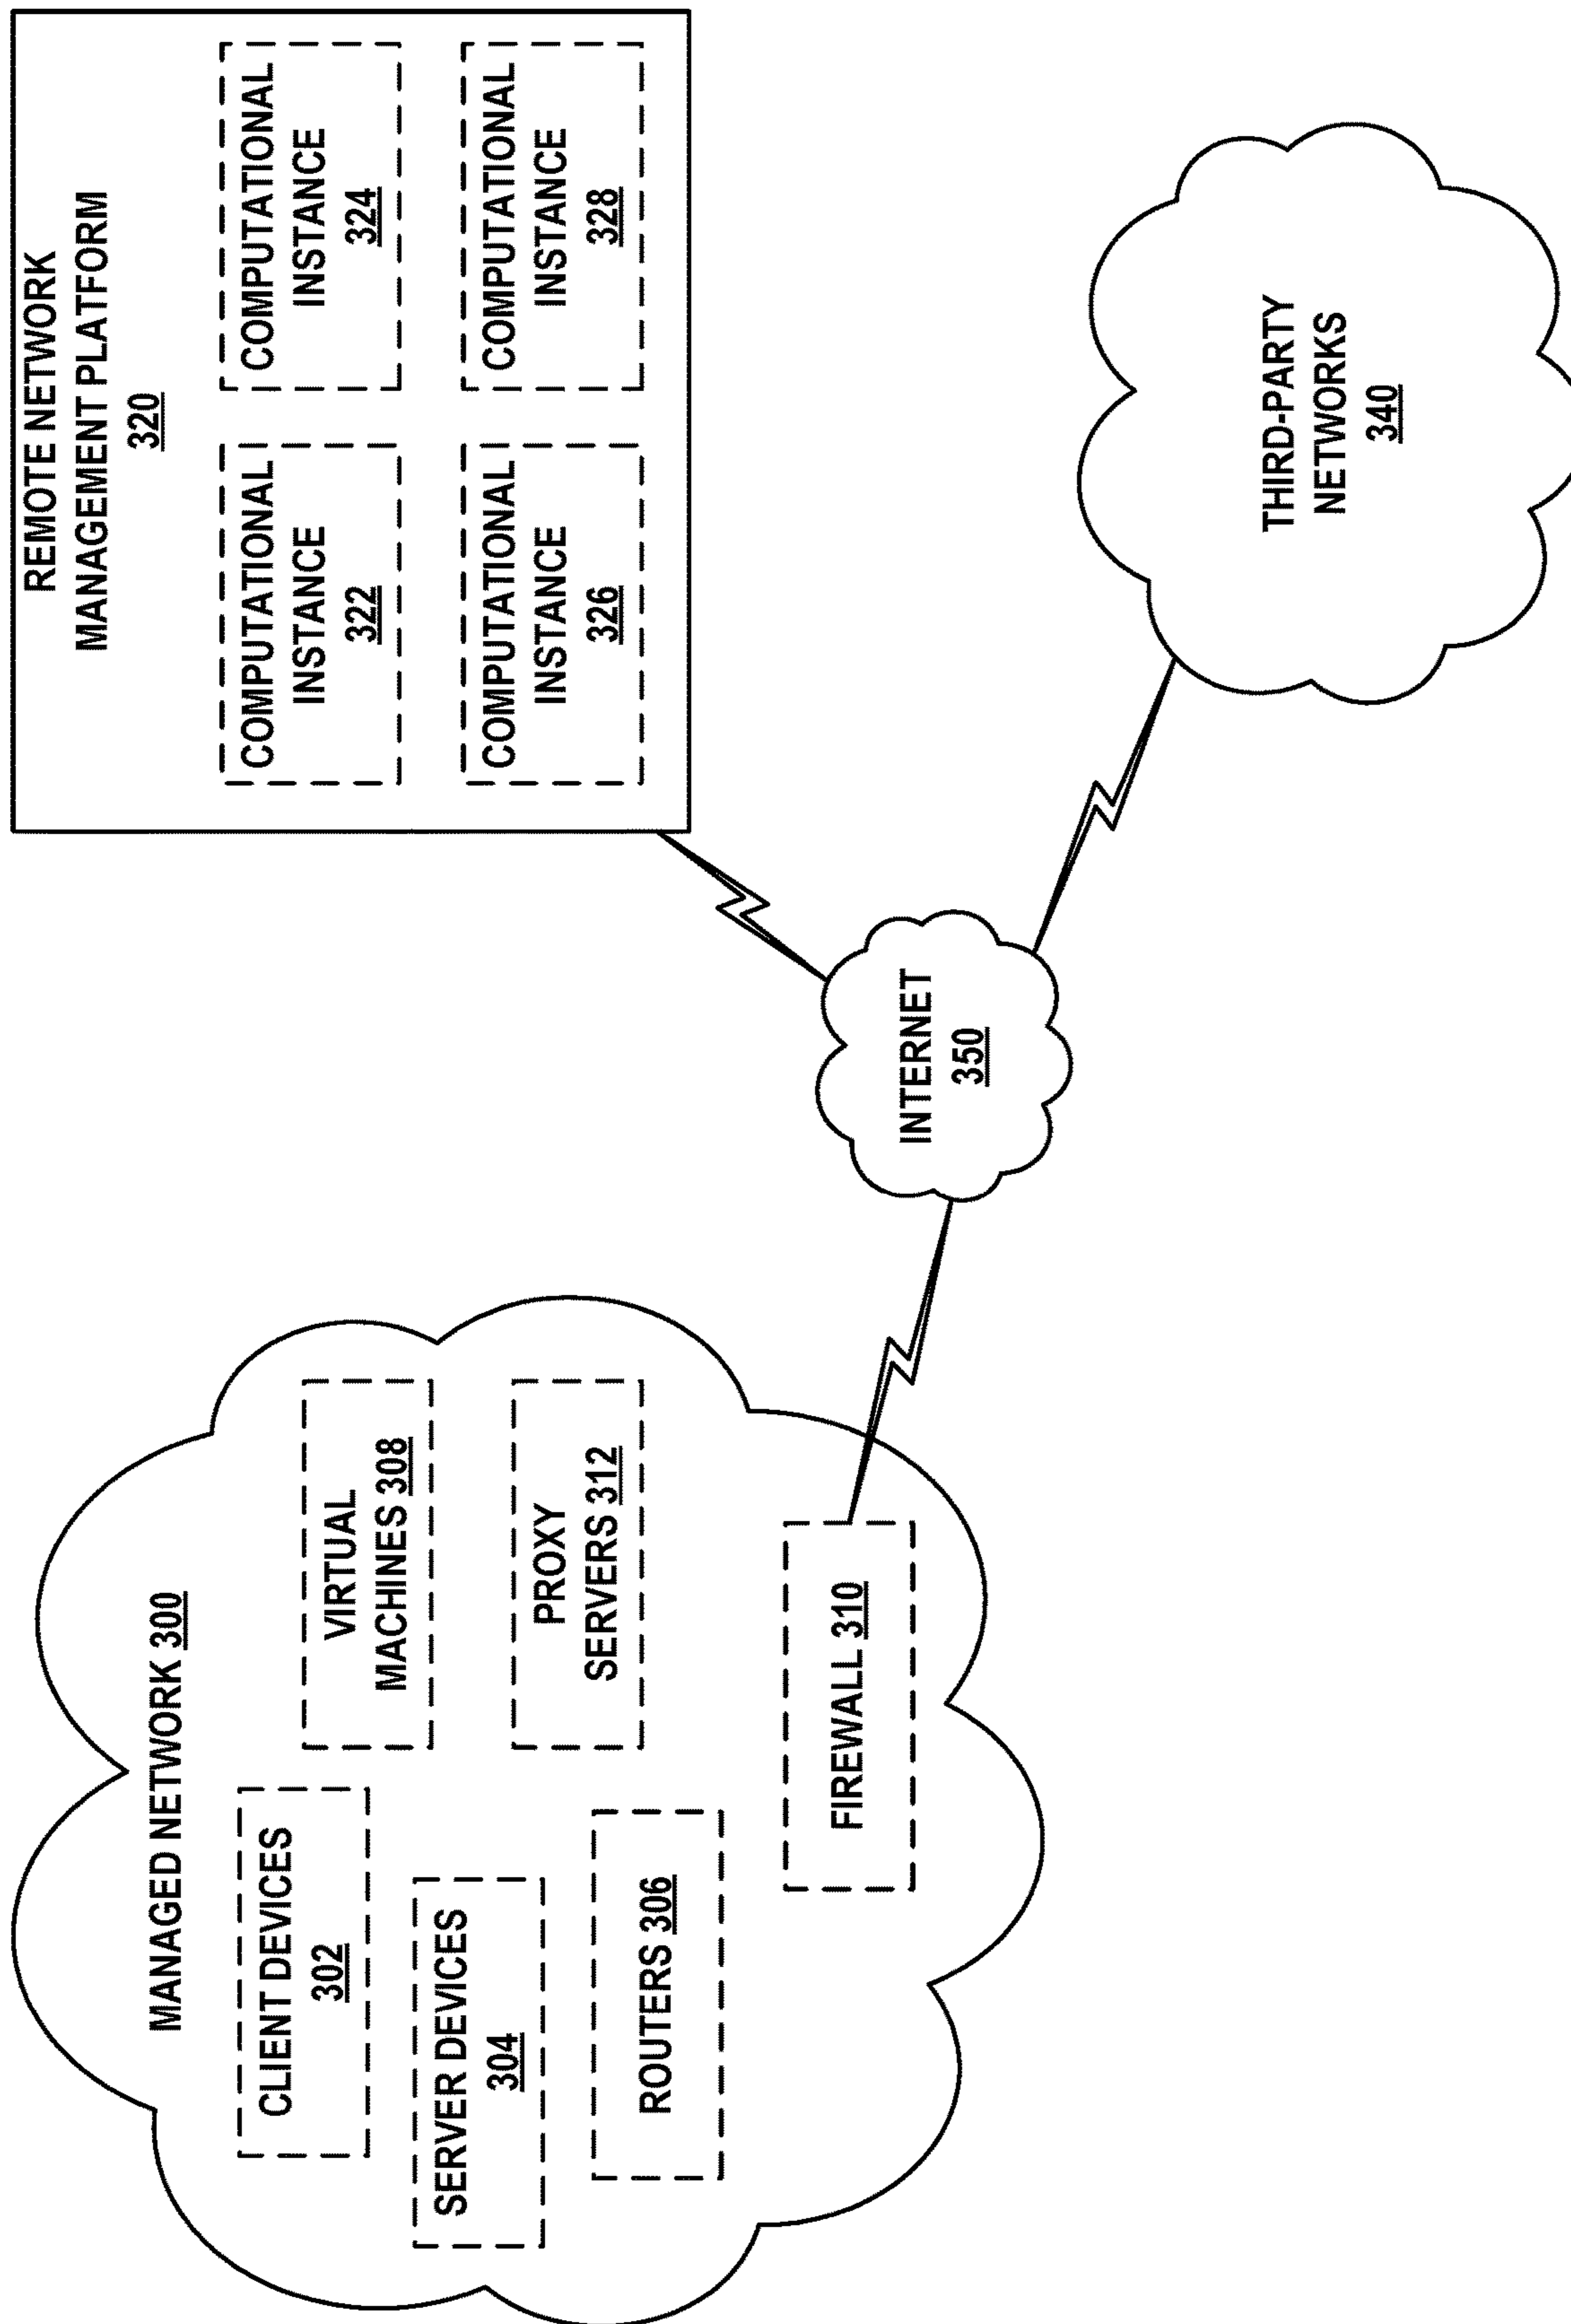 MANAGED NETWORK 300
CLIENT DEVICES
302
SERVER DEVICES
304
ROUTERS 306
VIRTUAL
MACHINES 308
PROXY
SERVERS 312
FIREWALL 310
INTERNET
350
REMOTE NETWORK
MANAGEMENT PLATFORM
320
COMPUTATIONAL
INSTANCE
322
COMPUTATIONAL
INSTANCE
324
COMPUTATIONAL
INSTANCE
326
COMPUTATIONAL
INSTANCE
328
THIRD-PARTY
NETWORKS
340